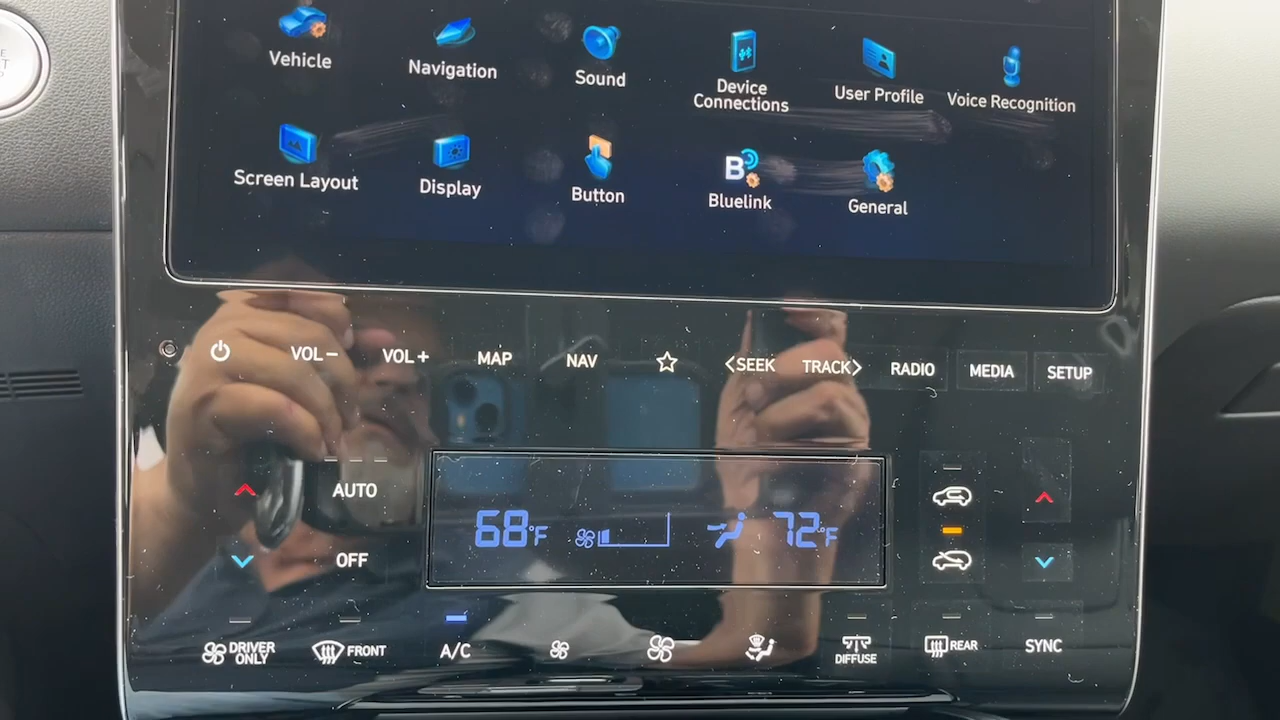 Vehicle
Navigation
Sound
Device
Connections
User Profile
Voice Recognition
Screen Layout
Display
Button
B
Bluelink
General
VOL−
VOL+
MAP
NAV
<SEEK
TRACK>
RADIO
MEDIA
SETUP
AUTO
68°F
72°F
OFF
DRIVER
ONLY
FRONT
A/C
DIFFUSE
REAR
SYNC